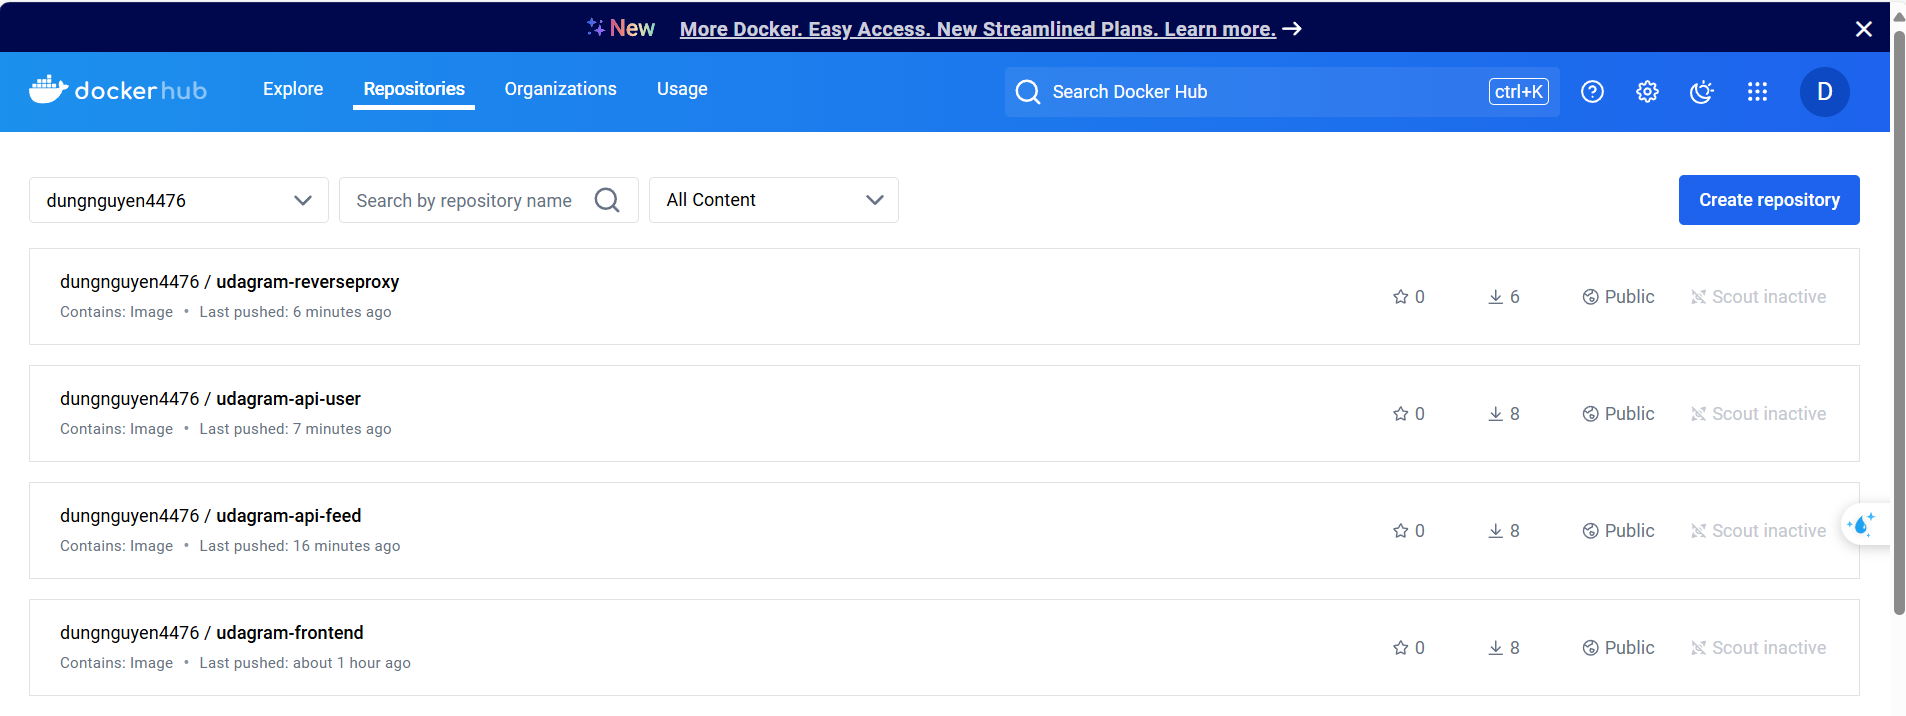 New More Docker. Easy Access. New Streamlined Plans. Learn more. →
docker hub Explore Repositories Organizations Usage Search Docker Hub ctrl+K D
dungnguyen4476 Search by repository name All Content Create repository
dungnguyen4476 / udagram-reverseproxy
Contains: Image • Last pushed: 6 minutes ago
0 6 Public Scout inactive
dungnguyen4476 / udagram-api-user
Contains: Image • Last pushed: 7 minutes ago
0 8 Public Scout inactive
dungnguyen4476 / udagram-api-feed
Contains: Image • Last pushed: 16 minutes ago
0 8 Public Scout inactive
dungnguyen4476 / udagram-frontend
Contains: Image • Last pushed: about 1 hour ago
0 8 Public Scout inactive